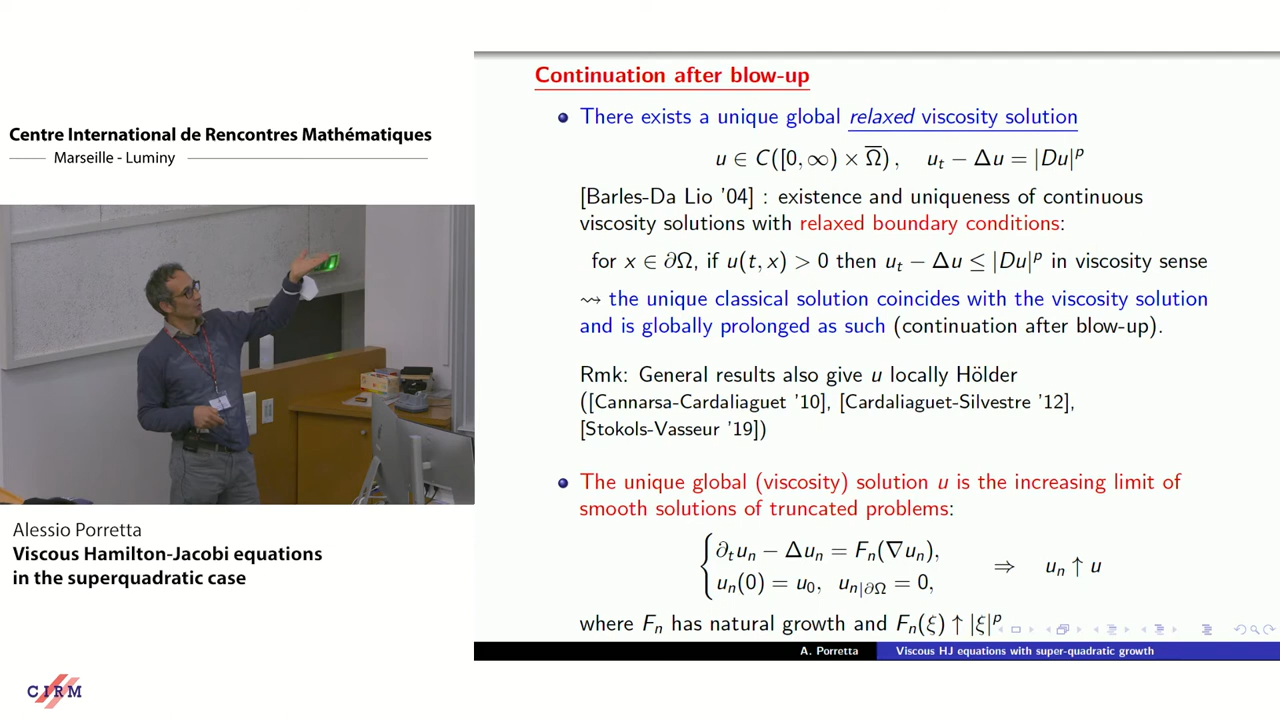 Centre International de Rencontres Mathématiques
Marseille - Luminy
Alessio Porretta
Viscous Hamilton-Jacobi equations
in the superquadratic case
CIRM
Continuation after blow-up
There exists a unique global relaxed viscosity solution
u ∈ C([0, ∞) × Ω̅), u_t − Δu = |Du|^p
[Barles-Da Lio '04] : existence and uniqueness of continuous
viscosity solutions with relaxed boundary conditions:
for x ∈ ∂Ω, if u(t, x) > 0 then u_t − Δu ≤ |Du|^p in viscosity sense
⇝ the unique classical solution coincides with the viscosity solution
and is globally prolonged as such (continuation after blow-up).
Rmk: General results also give u locally Hölder
([Cannarsa-Cardaliaguet '10], [Cardaliaguet-Silvestre '12],
[Stokols-Vasseur '19])
The unique global (viscosity) solution u is the increasing limit of
smooth solutions of truncated problems:
∂_t u_n − Δu_n = F_n(∇u_n),
u_n(0) = u_0, u_n|∂Ω = 0,
⇒ u_n ↑ u
where F_n has natural growth and F_n(ξ) ↑ |ξ|^p
A. Porretta
Viscous HJ equations with super-quadratic growth